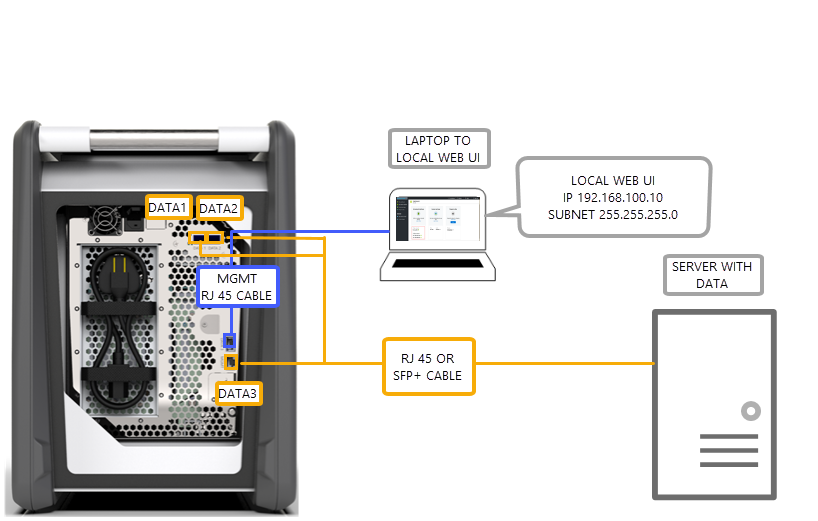 LAPTOP TO
LOCAL WEB UI
LOCAL WEB UI
IP 192.168.100.10
SUBNET 255.255.255.0
DATA1
DATA2
MGMT
RJ 45 CABLE
SERVER WITH
DATA
RJ 45 OR
SFP+ CABLE
DATA3